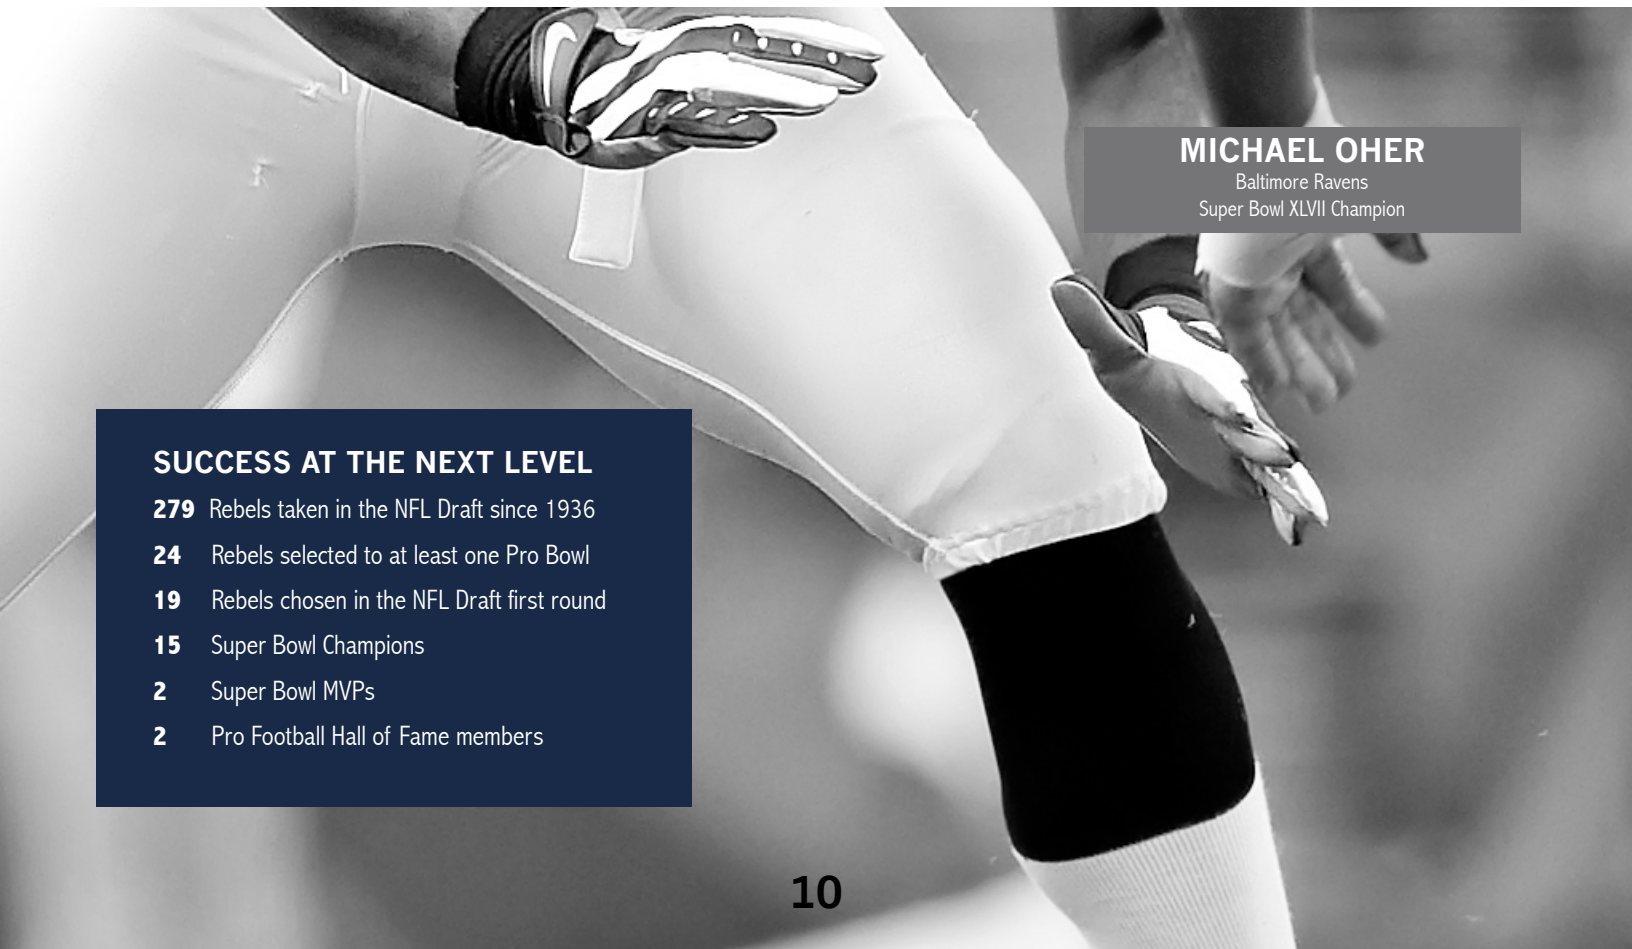 MICHAEL OHER
Baltimore Ravens
Super Bowl XLVII Champion
SUCCESS AT THE NEXT LEVEL
279 Rebels taken in the NFL Draft since 1936
24 Rebels selected to at least one Pro Bowl
19 Rebels chosen in the NFL Draft first round
15 Super Bowl Champions
2 Super Bowl MVPs
2 Pro Football Hall of Fame members
10